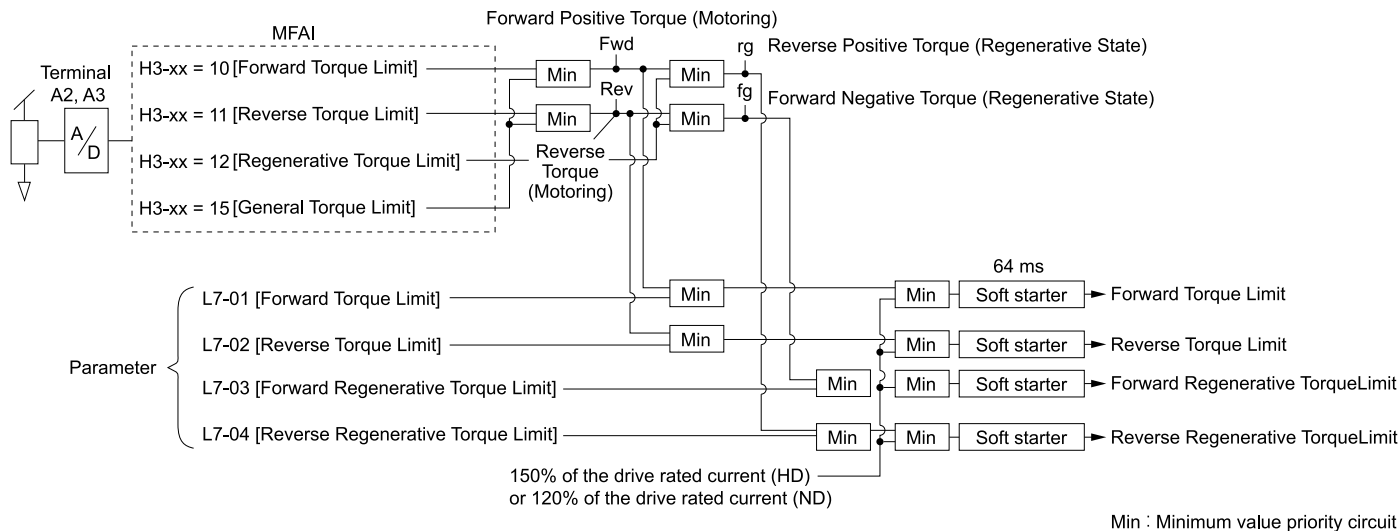 Forward Positive Torque (Motoring)
MFAI
Fwd
rg
Reverse Positive Torque (Regenerative State)
Terminal
A2, A3
H3-xx = 10 [Forward Torque Limit]
Min
Min
Rev
fg
Forward Negative Torque (Regenerative State)
H3-xx = 11 [Reverse Torque Limit]
Min
Min
A/D
H3-xx = 12 [Regenerative Torque Limit]
Reverse
Torque
(Motoring)
H3-xx = 15 [General Torque Limit]
64 ms
L7-01 [Forward Torque Limit]
Min
Min
Soft starter
Forward Torque Limit
L7-02 [Reverse Torque Limit]
Min
Min
Soft starter
Reverse Torque Limit
Parameter
L7-03 [Forward Regenerative Torque Limit]
Min
Min
Soft starter
Forward Regenerative TorqueLimit
L7-04 [Reverse Regenerative Torque Limit]
Min
Min
Soft starter
Reverse Regenerative TorqueLimit
150% of the drive rated current (HD)
or 120% of the drive rated current (ND)
Min : Minimum value priority circuit